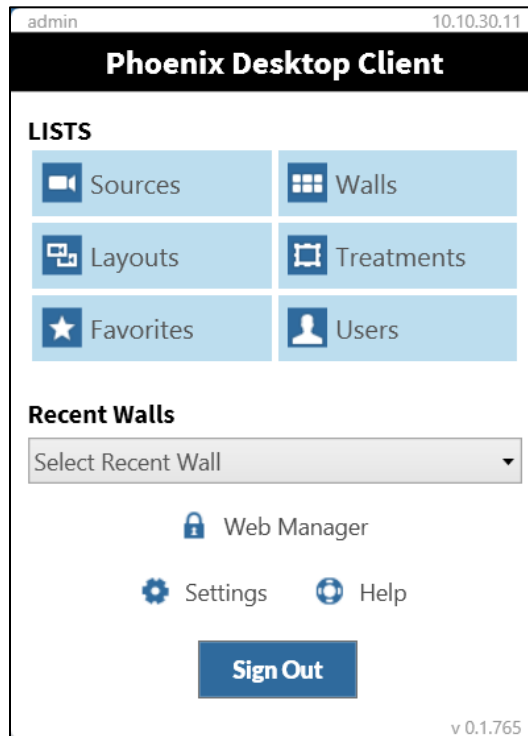 admin 10.10.30.11
Phoenix Desktop Client
LISTS
Sources Walls
Layouts Treatments
Favorites Users
Recent Walls
Select Recent Wall
Web Manager
Settings Help
Sign Out
v 0.1.765